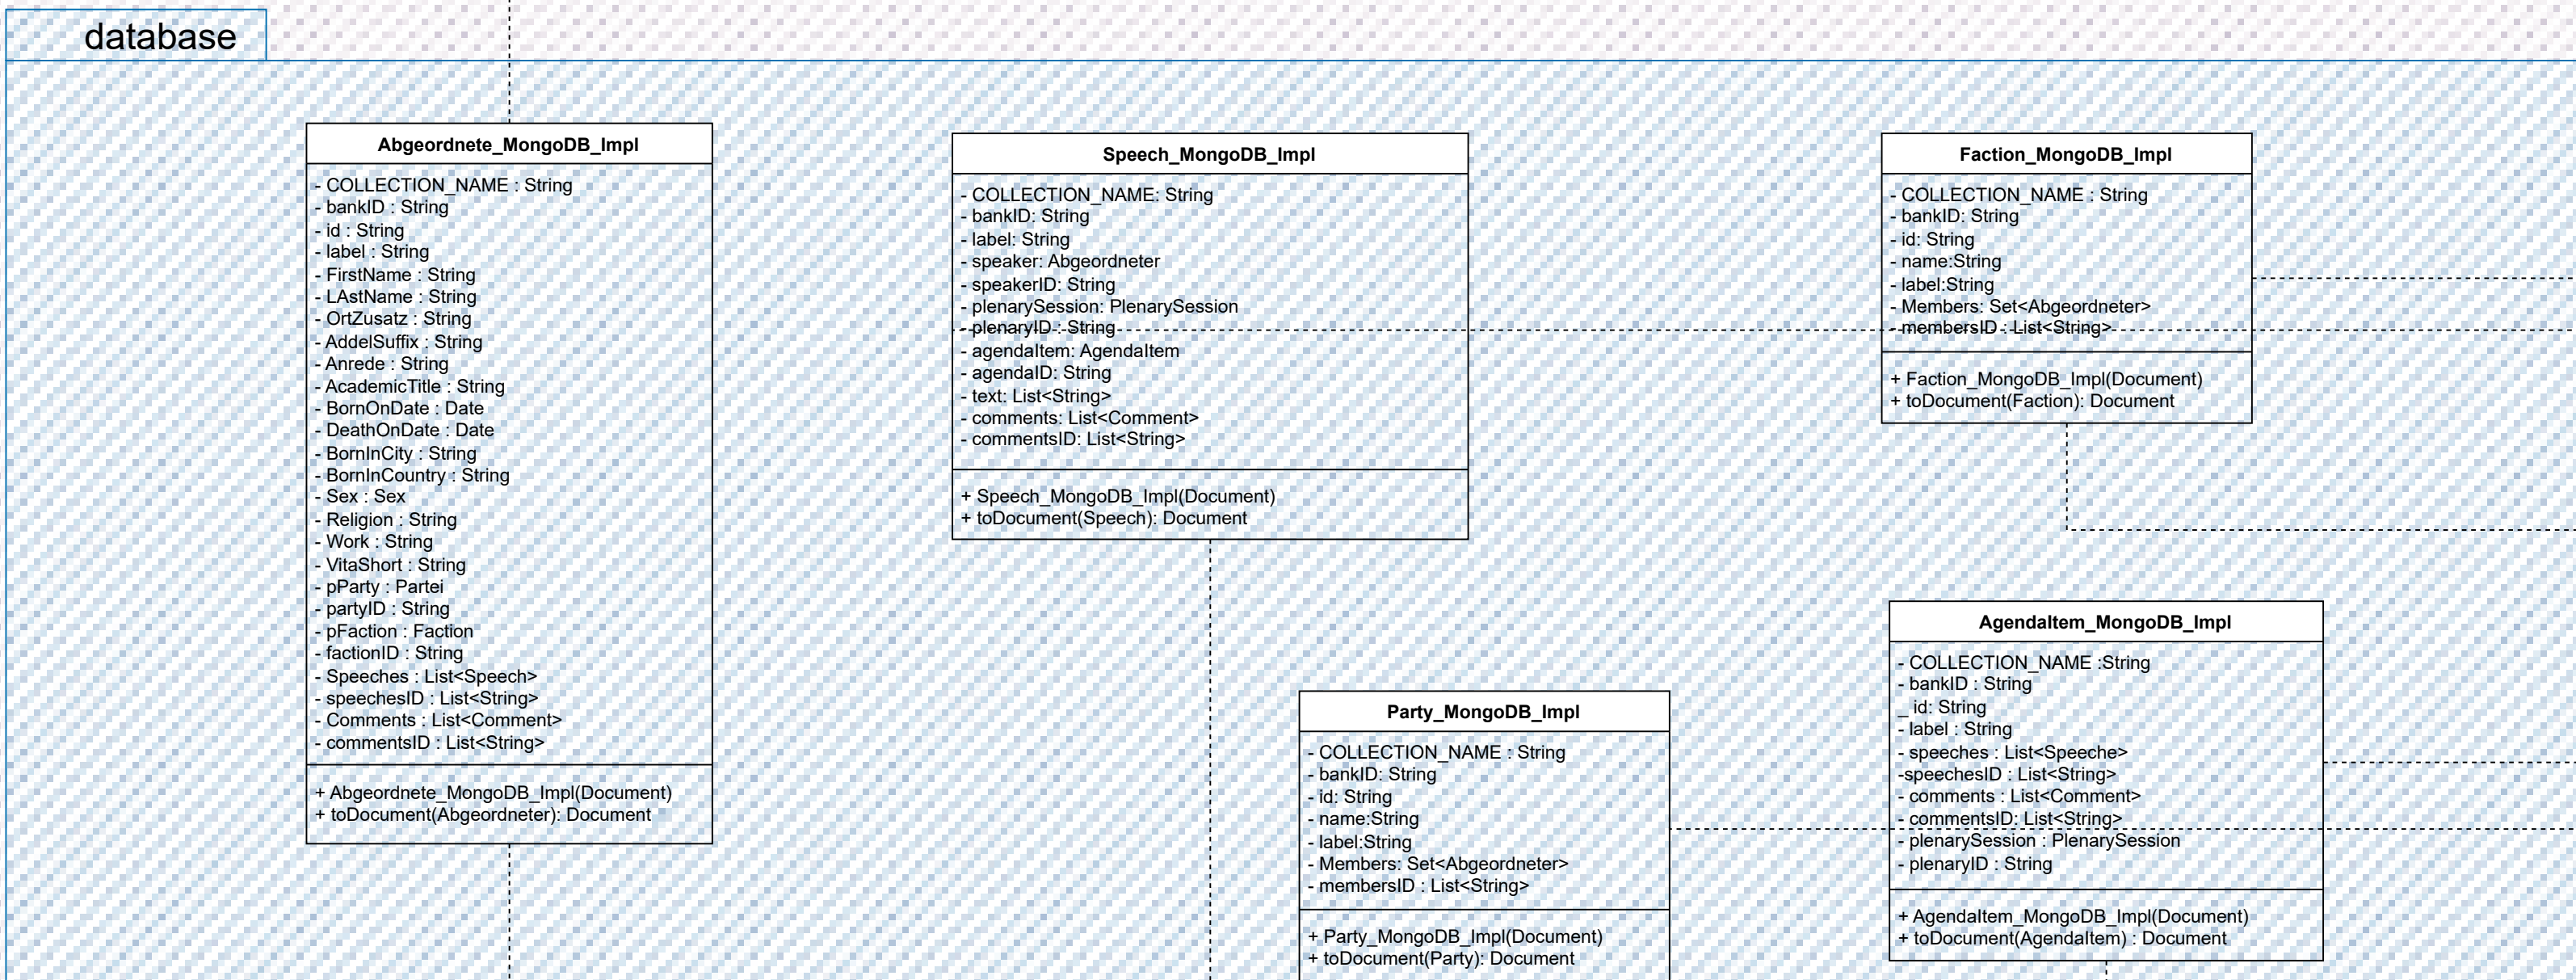 database
Abgeordnete_MongoDB_Impl
- COLLECTION_NAME : String
- bankID : String
- id : String
- label : String
- FirstName : String
- LAstName : String
- OrtZusatz : String
- AddelSuffix : String
- Anrede : String
- AcademicTitle : String
- BornOnDate : Date
- DeathOnDate : Date
- BornInCity : String
- BornInCountry : String
- Sex : Sex
- Religion : String
- Work : String
- VitaShort : String
- pParty : Partei
- partyID : String
- pFaction : Faction
- factionID : String
- Speeches : List<Speech>
- speechesID : List<String>
- Comments : List<Comment>
- commentsID : List<String>
+ Abgeordnete_MongoDB_Impl(Document)
+ toDocument(Abgeordneter): Document
Speech_MongoDB_Impl
- COLLECTION_NAME: String
- bankID: String
- label: String
- speaker: Abgeordneter
- speakerID: String
- plenarySession: PlenarySession
- plenaryID : String
- agendaItem: AgendaItem
- agendaID: String
- text: List<String>
- comments: List<Comment>
- commentsID: List<String>
+ Speech_MongoDB_Impl(Document)
+ toDocument(Speech): Document
Faction_MongoDB_Impl
- COLLECTION_NAME : String
- bankID: String
- id: String
- name:String
- label:String
- Members: Set<Abgeordneter>
- membersID : List<String>
+ Faction_MongoDB_Impl(Document)
+ toDocument(Faction): Document
Party_MongoDB_Impl
- COLLECTION_NAME : String
- bankID: String
- id: String
- name:String
- label:String
- Members: Set<Abgeordneter>
- membersID : List<String>
+ Party_MongoDB_Impl(Document)
+ toDocument(Party): Document
AgendaItem_MongoDB_Impl
- COLLECTION_NAME :String
- bankID : String
_ id: String
- label : String
- speeches : List<Speeche>
-speechesID : List<String>
- comments : List<Comment>
- commentsID: List<String>
- plenarySession : PlenarySession
- plenaryID : String
+ AgendaItem_MongoDB_Impl(Document)
+ toDocument(AgendaItem) : Document